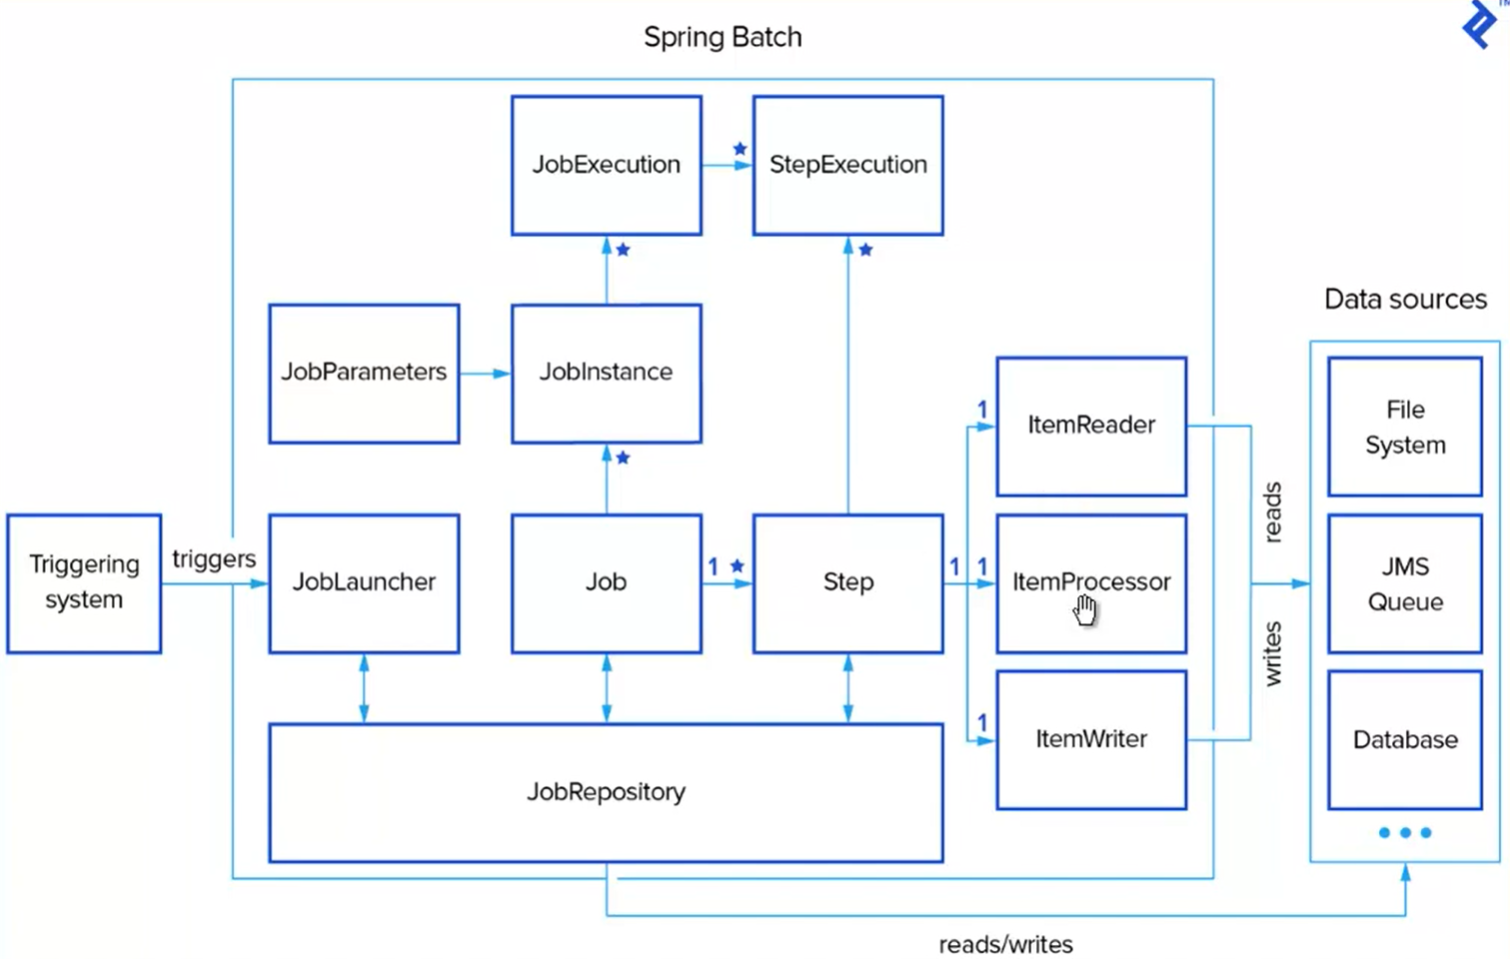 Spring Batch
TM
JobExecution
★
StepExecution
★
★
JobParameters
JobInstance
★
Data sources
File
System
1
ItemReader
reads
Triggering
system
triggers
JobLauncher
Job
1 ★
Step
1
1
ItemProcessor
JMS
Queue
writes
1
ItemWriter
Database
JobRepository
reads/writes